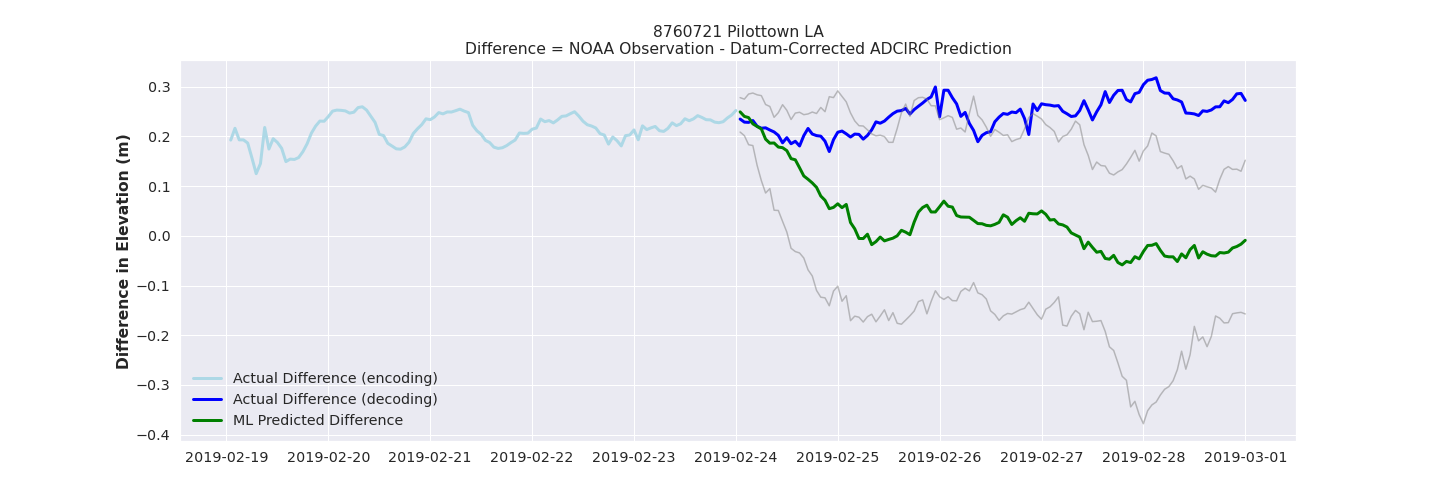 8760721 Pilottown LA
Difference = NOAA Observation - Datum-Corrected ADCIRC Prediction
Difference in Elevation (m)
0.3
0.2
0.1
0.0
−0.1
−0.2
−0.3
−0.4
Actual Difference (encoding)
Actual Difference (decoding)
ML Predicted Difference
2019-02-19 2019-02-20 2019-02-21 2019-02-22 2019-02-23 2019-02-24 2019-02-25 2019-02-26 2019-02-27 2019-02-28 2019-03-01